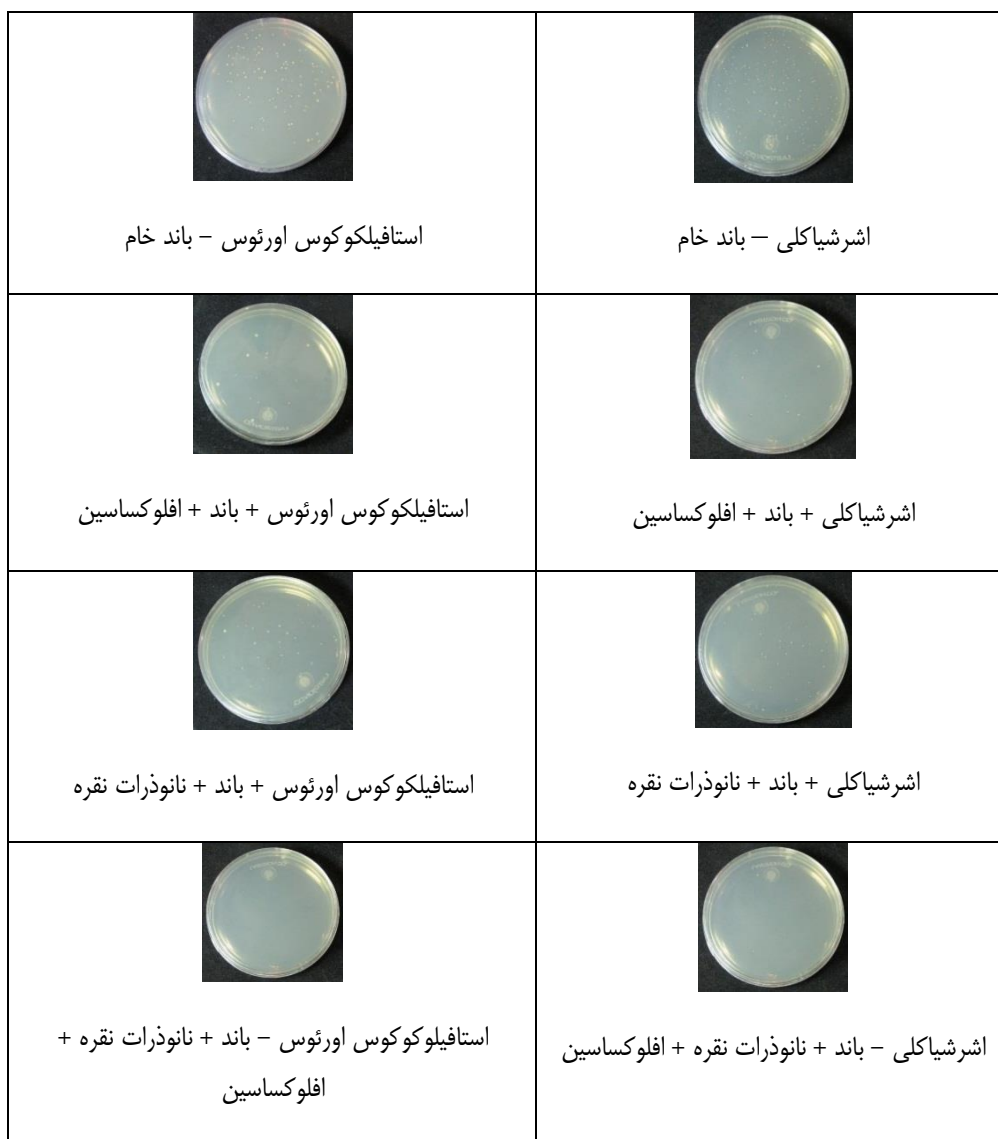 اشرشیاکلی – باند خام
استافیلکوکوس اورئوس – باند خام
اشرشیاکلی + باند + افلوکساسین
استافیلکوکوس اورئوس + باند + افلوکساسین
اشرشیاکلی + باند + نانوذرات نقره
استافیلکوکوس اورئوس + باند + نانوذرات نقره
اشرشیاکلی – باند + نانوذرات نقره + افلوکساسین
استافیلوکوکوس اورئوس – باند + نانوذرات نقره +
افلوکساسین